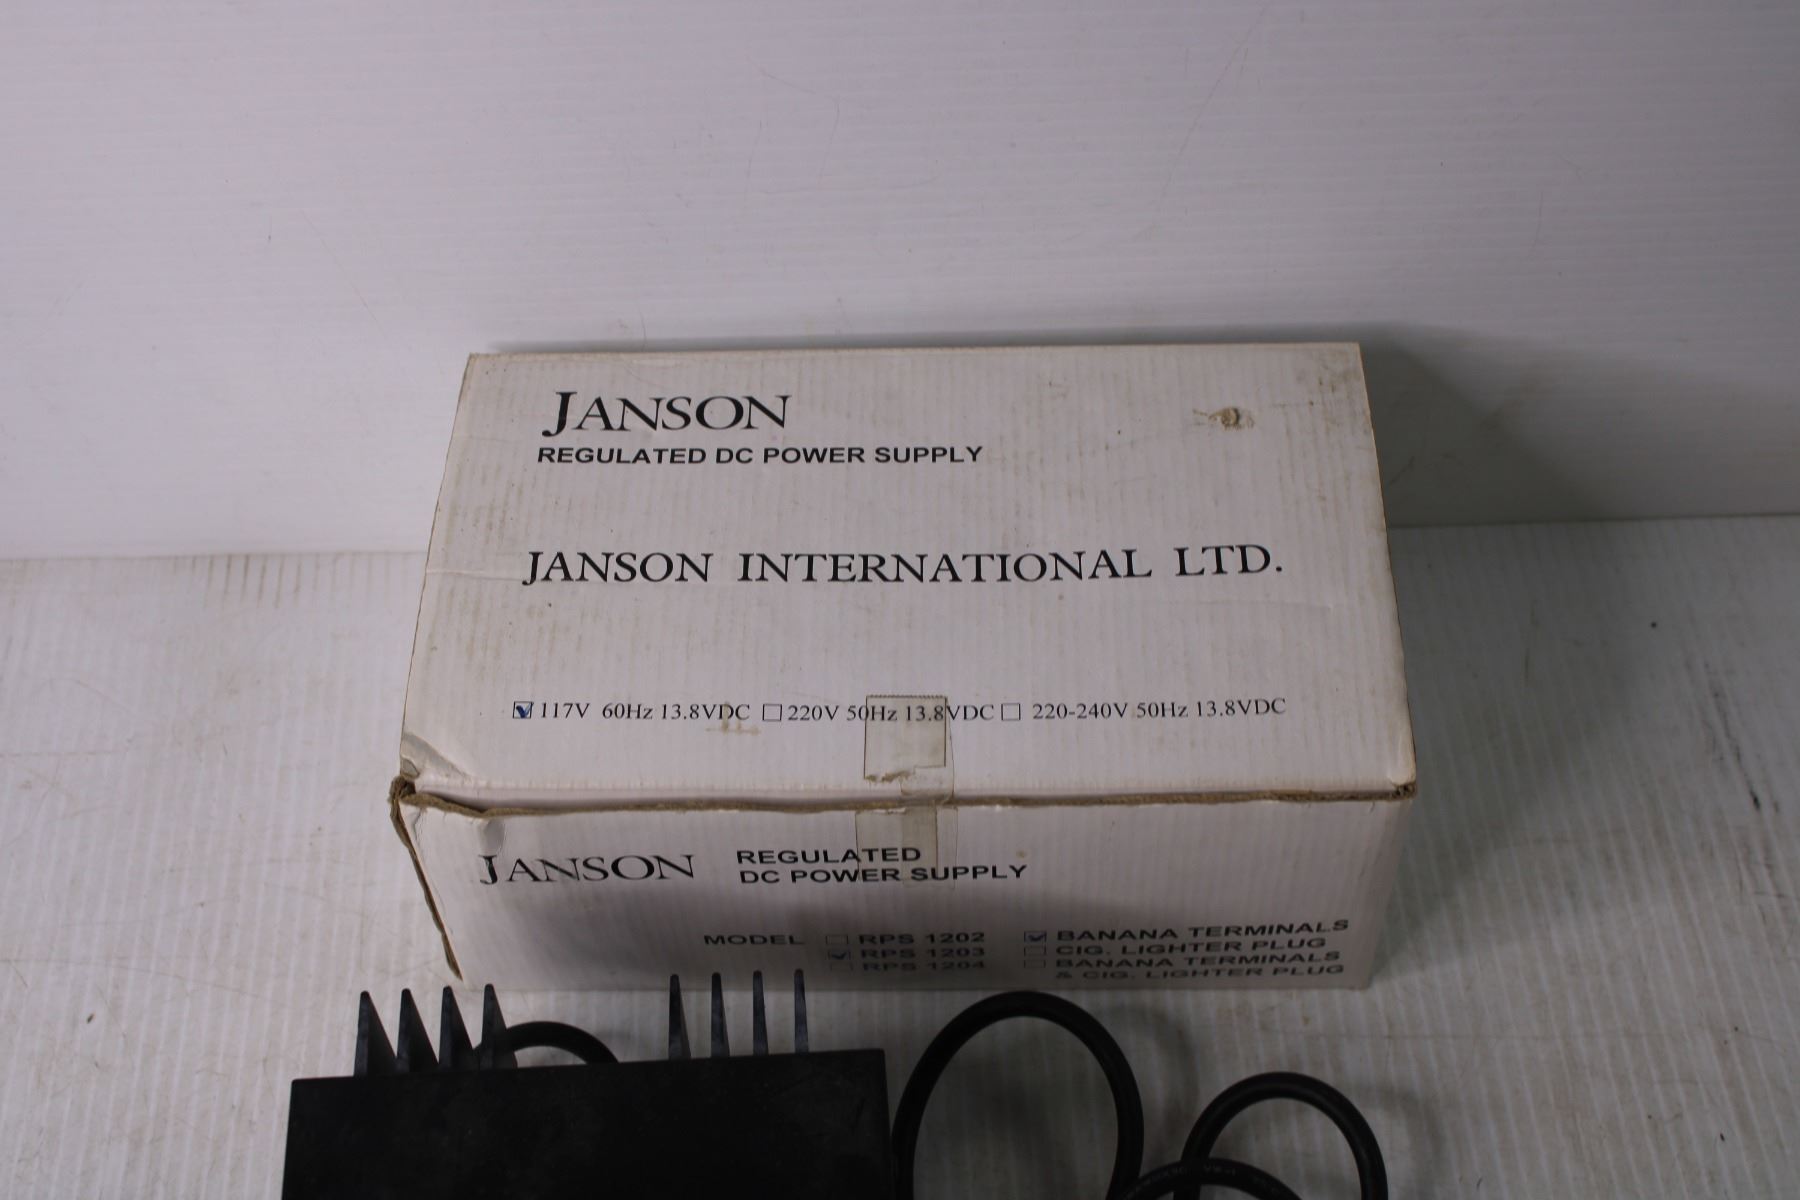 JANSON
REGULATED DC POWER SUPPLY
JANSON INTERNATIONAL LTD.
117V 60Hz 13.8VDC 220V 50Hz 13.8VDC 220-240V 50Hz 13.8VDC
JANSON
REGULATED
DC POWER SUPPLY
MODEL RPS 1202
RPS 1203
RPS 1204
BANANA TERMINALS
CIG. LIGHTER PLUG
BANANA TERMINALS
& CIG. LIGHTER PLUG